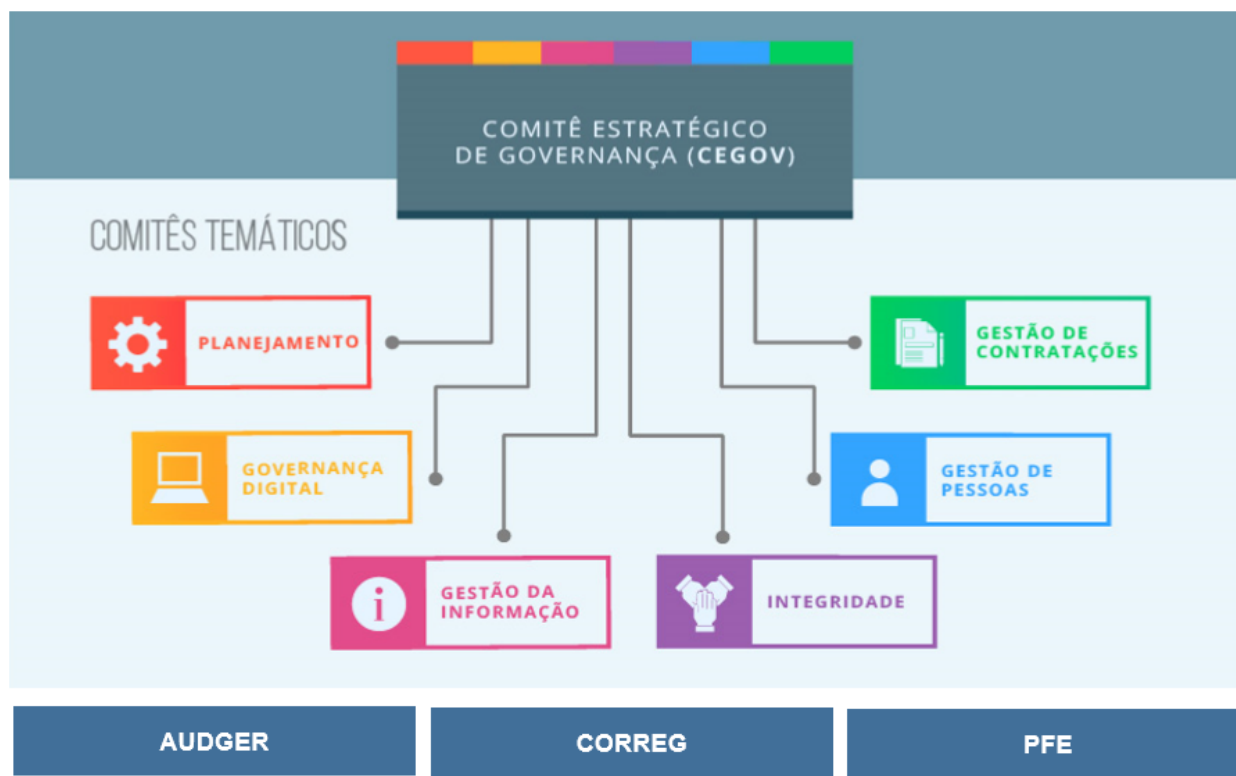 COMITÊ ESTRATÉGICO
DE GOVERNANÇA (CEGOV)
COMITÊS TEMÁTICOS
PLANEJAMENTO
GESTÃO DE
CONTRATAÇÕES
GOVERNANÇA
DIGITAL
GESTÃO DE
PESSOAS
GESTÃO DA
INFORMAÇÃO
INTEGRIDADE
AUDGER
CORREG
PFE